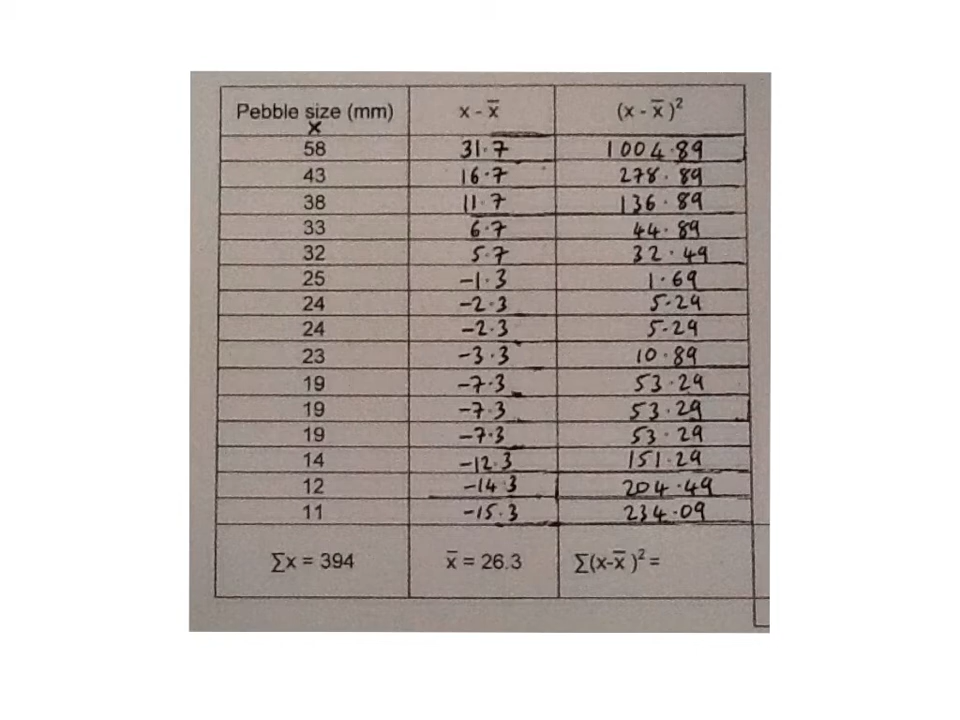 Pebble size (mm) x - x̄ (x - x̄)²
x
58 31.7 1004.89
43 16.7 278.89
38 11.7 136.89
33 6.7 44.89
32 5.7 32.49
25 -1.3 1.69
24 -2.3 5.29
24 -2.3 5.29
23 -3.3 10.89
19 -7.3 53.29
19 -7.3 53.29
19 -7.3 53.29
14 -12.3 151.29
12 -14.3 204.49
11 -15.3 234.09
∑x = 394 x̄ = 26.3 ∑(x-x̄)² =